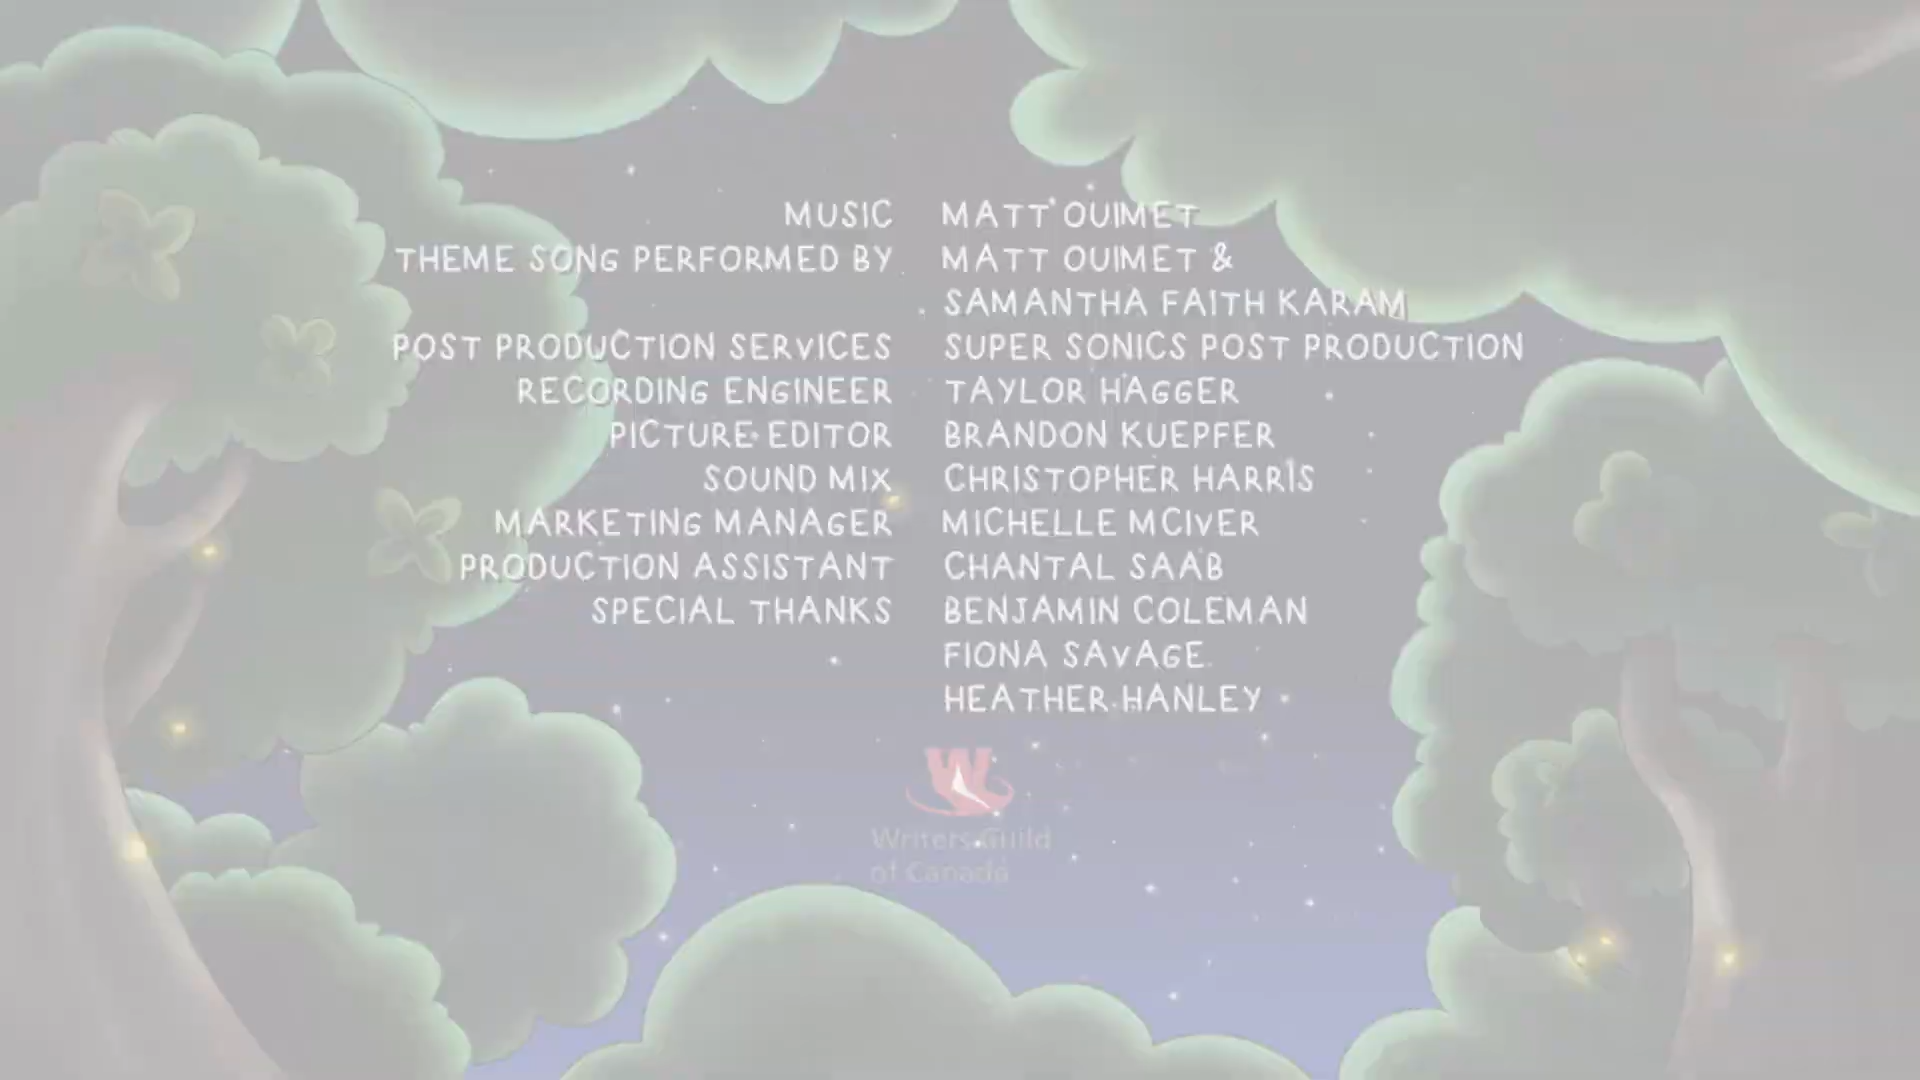 MUSIC MATT OUIMET
THEME SONG PERFORMED BY MATT OUIMET &
SAMANTHA FAITH KARAM
POST PRODUCTION SERVICES SUPER SONICS POST PRODUCTION
RECORDING ENGINEER TAYLOR HAGGER
PICTURE EDITOR BRANDON KUEPFER
SOUND MIX CHRISTOPHER HARRIS
MARKETING MANAGER MICHELLE MCIVER
PRODUCTION ASSISTANT CHANTAL SAAB
SPECIAL THANKS BENJAMIN COLEMAN
FIONA SAVAGE
HEATHER HANLEY
W
Writers Guild
of Canada